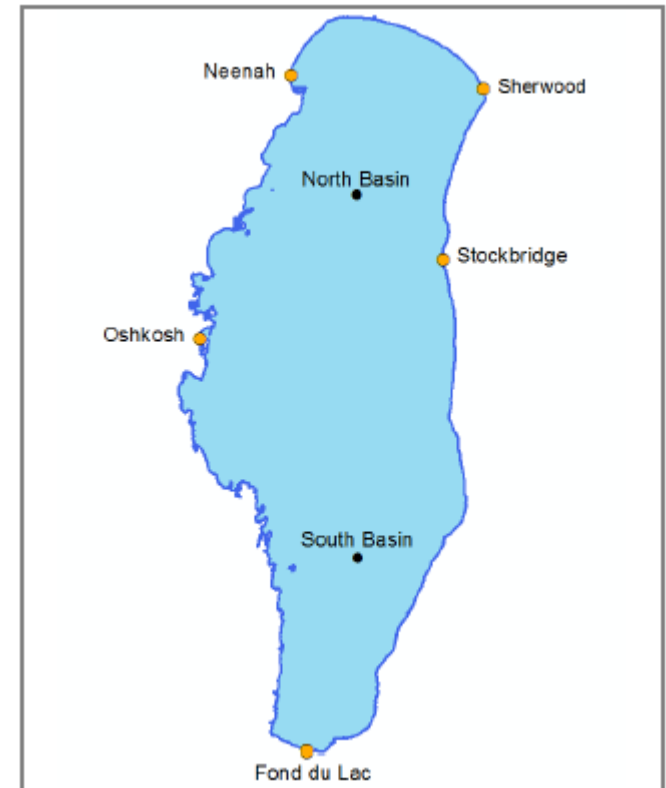 Neenah
Sherwood
North Basin
Stockbridge
Oshkosh
South Basin
Fond du Lac